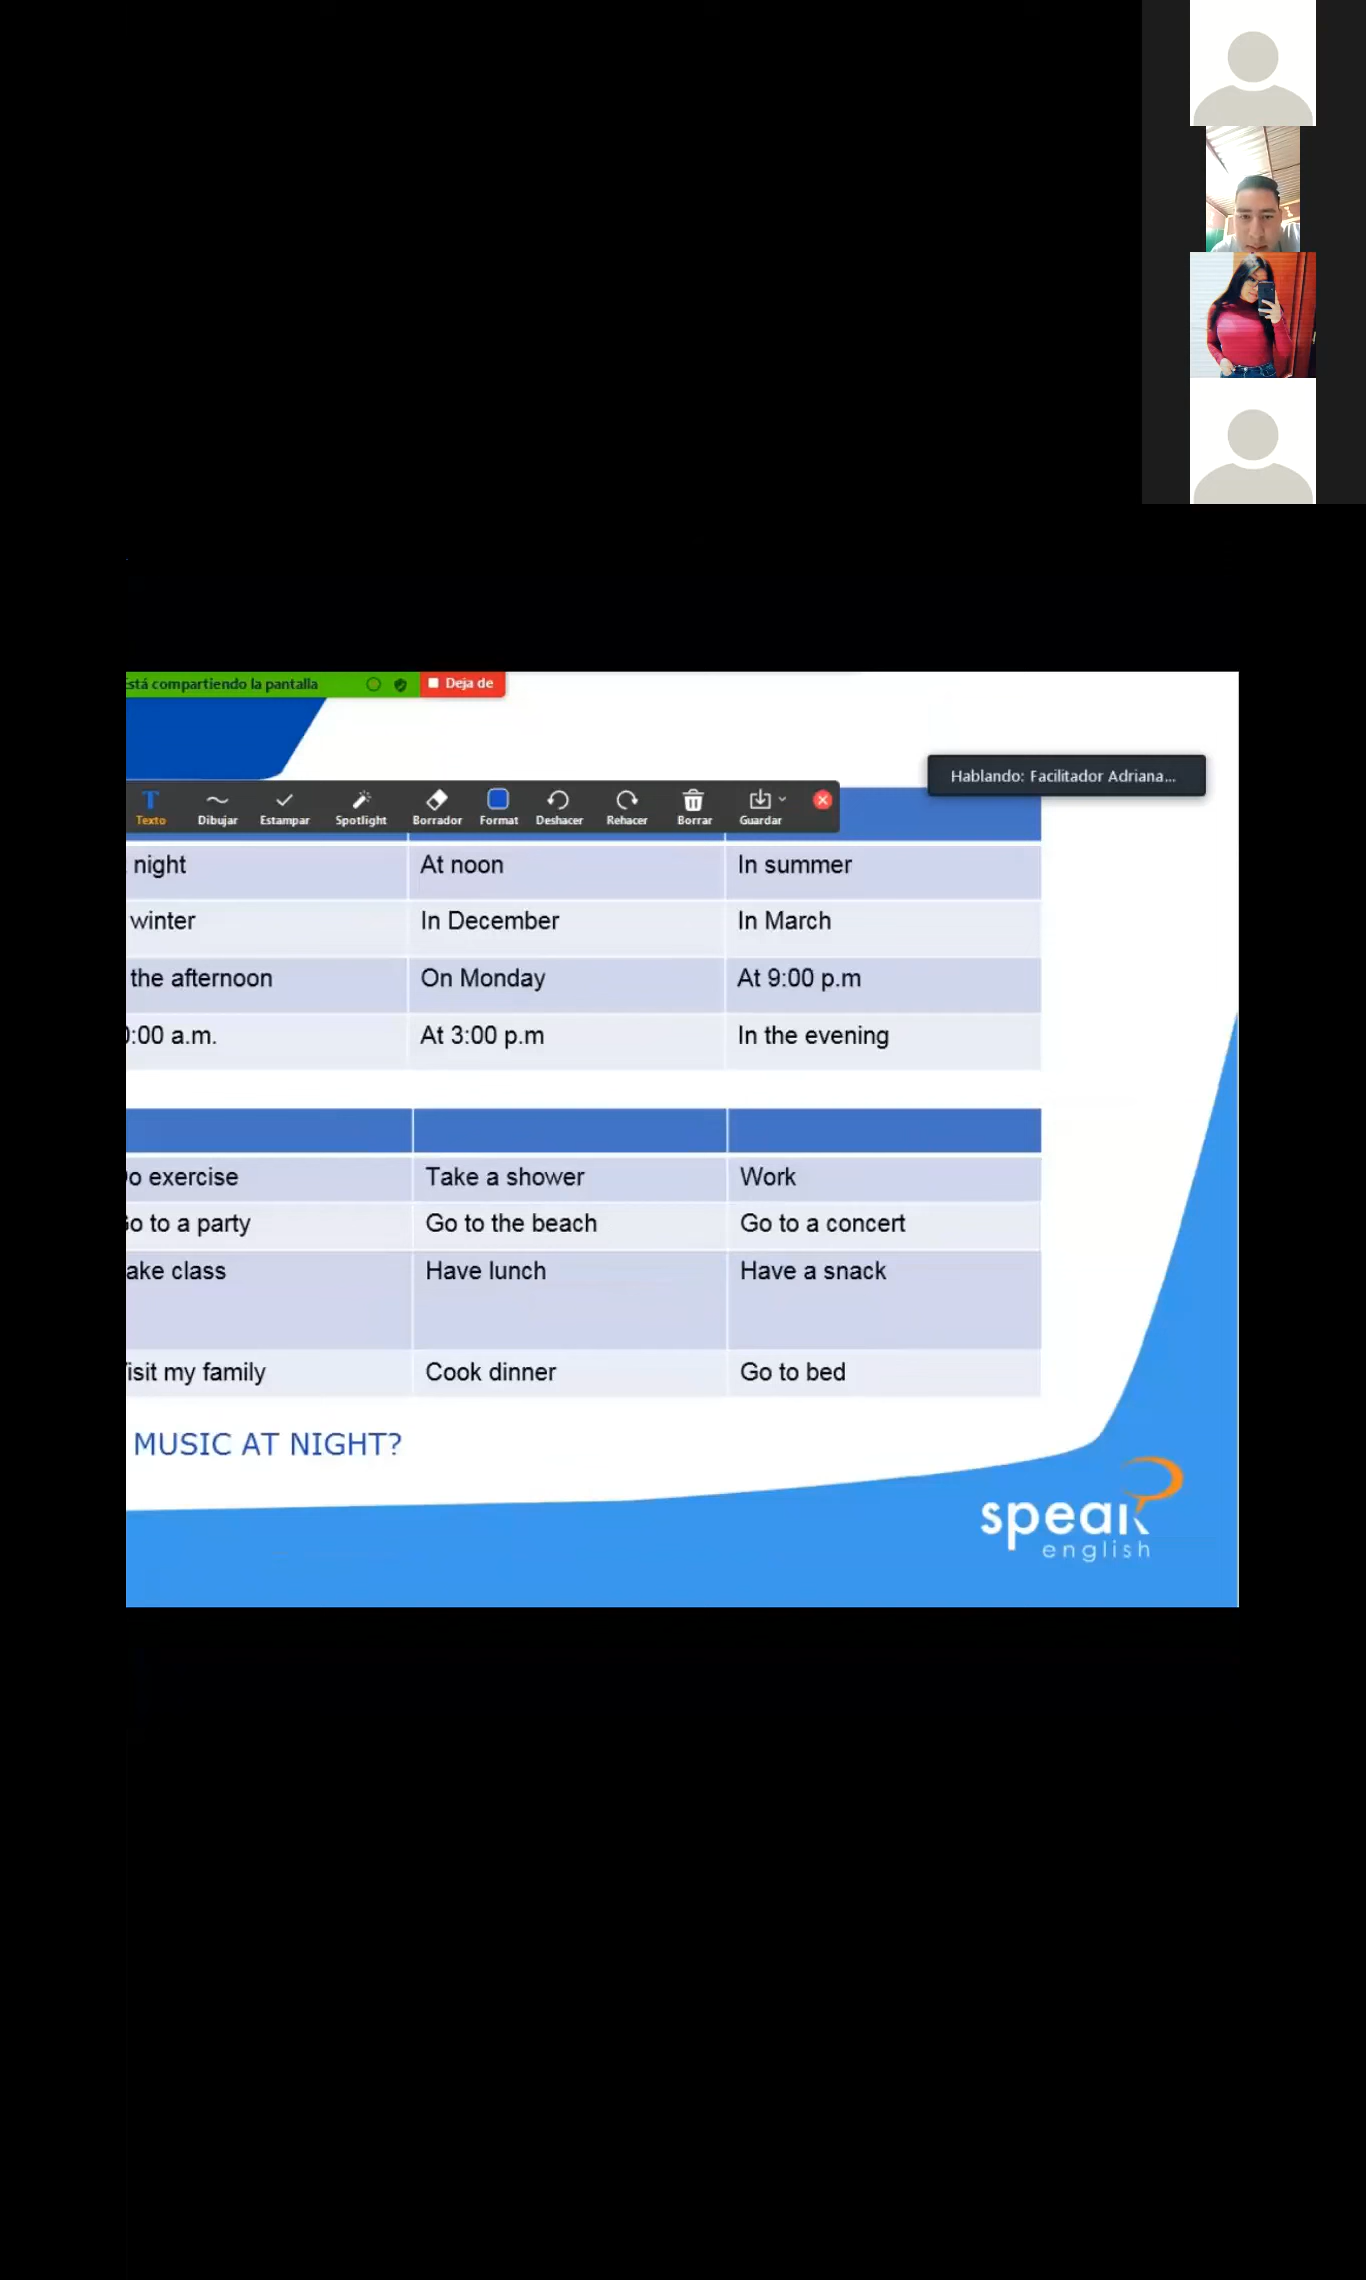 Está compartiendo la pantalla Deja de
Hablando: Facilitador Adriana...
Texto Dibujar Estampar Spotlight Borrador Format Deshacer Rehacer Borrar Guardar
night At noon In summer
winter In December In March
the afternoon On Monday At 9:00 p.m
:00 a.m. At 3:00 p.m In the evening
Do exercise Take a shower Work
Go to a party Go to the beach Go to a concert
ake class Have lunch Have a snack
isit my family Cook dinner Go to bed
MUSIC AT NIGHT?
speak
english